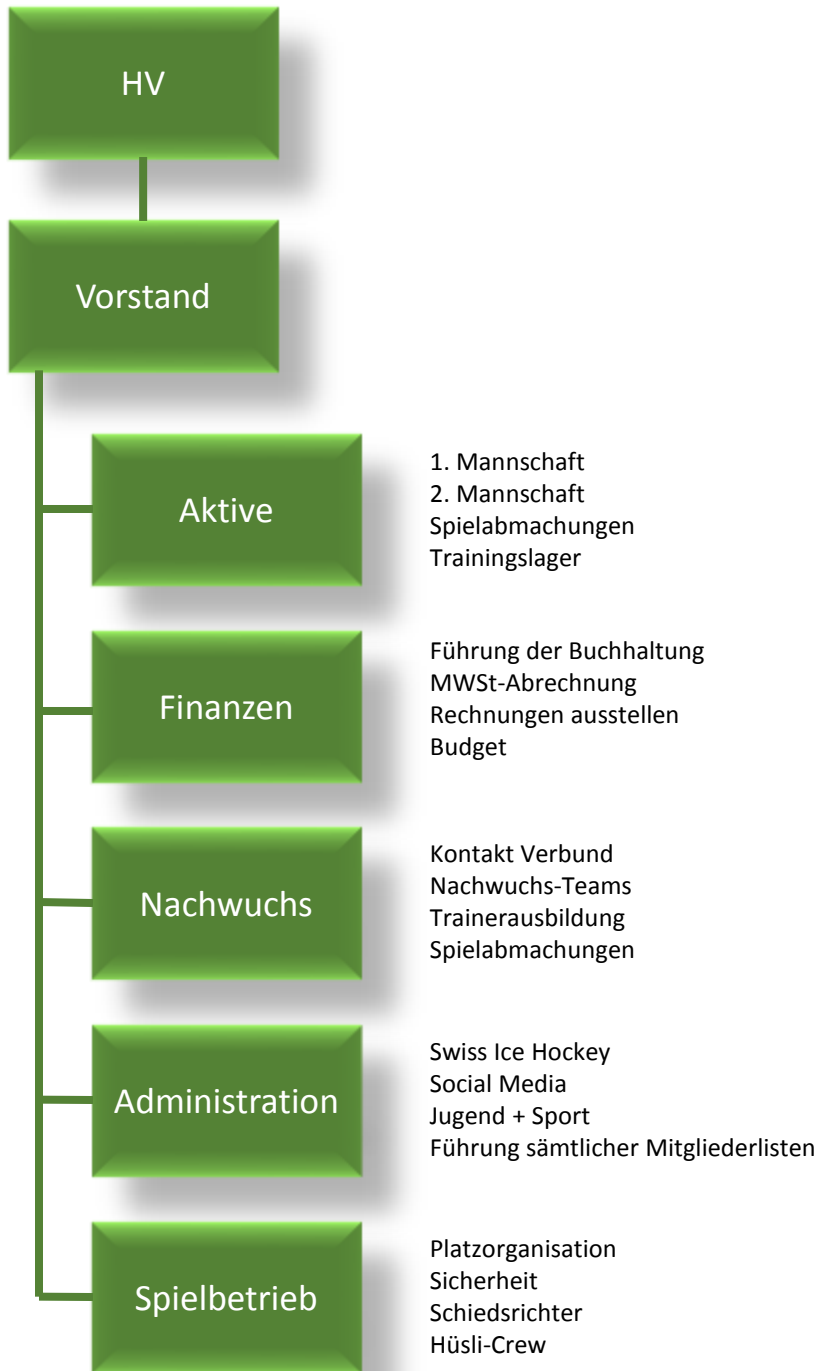 HV
Vorstand
Aktive
1. Mannschaft
2. Mannschaft
Spielabmachungen
Trainingslager
Finanzen
Führung der Buchhaltung
MWSt-Abrechnung
Rechnungen ausstellen
Budget
Nachwuchs
Kontakt Verbund
Nachwuchs-Teams
Trainerausbildung
Spielabmachungen
Administration
Swiss Ice Hockey
Social Media
Jugend + Sport
Führung sämtlicher Mitgliederlisten
Spielbetrieb
Platzorganisation
Sicherheit
Schiedsrichter
Hüsli-Crew